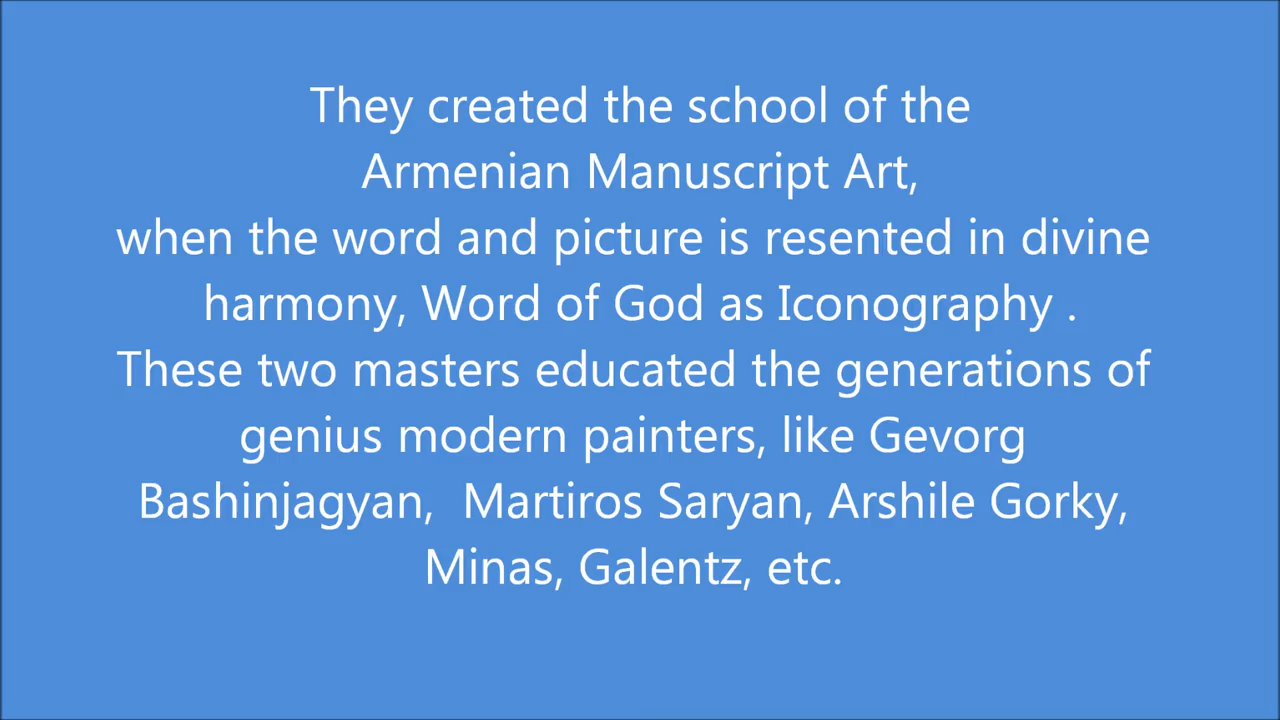 They created the school of the
Armenian Manuscript Art,
when the word and picture is resented in divine
harmony, Word of God as Iconography .
These two masters educated the generations of
genius modern painters, like Gevorg
Bashinjagyan,  Martiros Saryan, Arshile Gorky,
Minas, Galentz, etc.